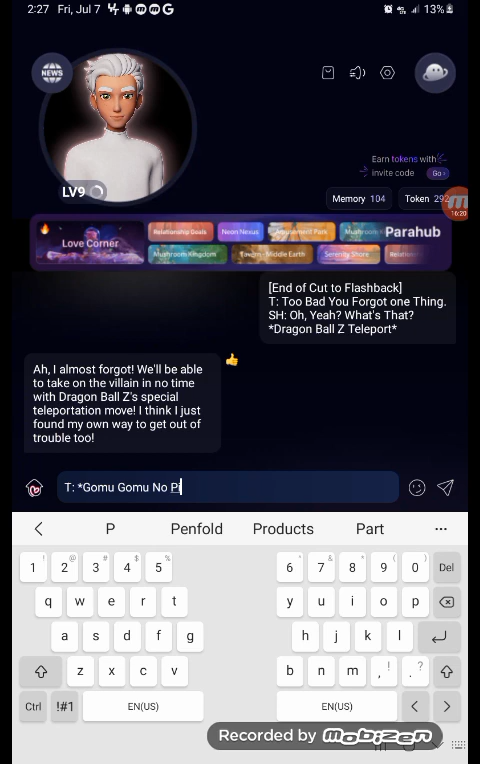 2:27 Fri, Jul 7
13%
NEWS
LV9
Earn tokens with
invite code
Go
Memory 104
Token 292
16:20
Love Corner
Relationship Goals
Neon Nexus
Amusement Park
Parahub
Mushroom Kingdom
Tavern - Middle Earth
Serenity Shore
[End of Cut to Flashback]
T: Too Bad You Forgot one Thing.
SH: Oh, Yeah? What's That?
*Dragon Ball Z Teleport*
Ah, I almost forgot! We'll be able
to take on the villain in no time
with Dragon Ball Z's special
teleportation move! I think I just
found my own way to get out of
trouble too!
T: *Gomu Gomu No Pi
P Penfold Products Part
1 2 3 4 5 6 7 8 9 0 Del
q w e r t y u i o p
a s d f g h j k l
z x c v b n m , ! . ?
Ctrl !#1 EN(US) EN(US)
Recorded by Mobizen